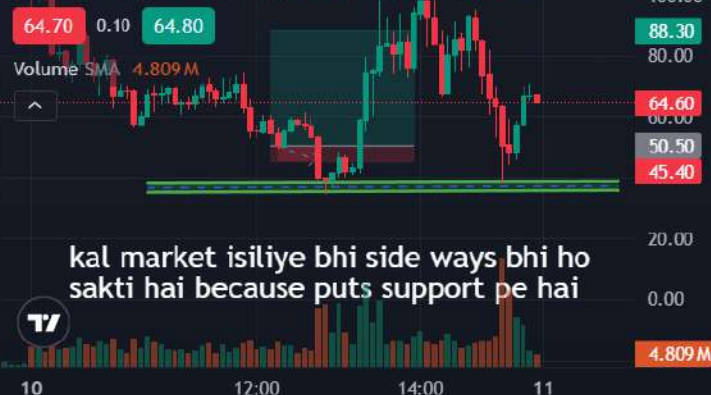 64.70 0.10 64.80
88.30
80.00
Volume SMA 4.809 M
64.60
60.00
50.50
45.40
20.00
kal market isiliye bhi side ways bhi ho
sakti hai because puts support pe hai
0.00
4.809 M
10 12:00 14:00 11